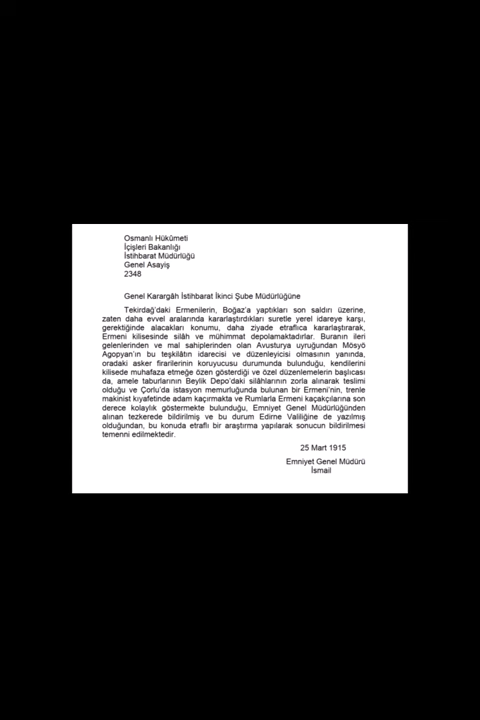 Osmanlı Hükûmeti
İçişleri Bakanlığı
İstihbarat Müdürlüğü
Genel Asayiş
2348
Genel Karargâh İstihbarat İkinci Şube Müdürlüğüne
Tekirdağ'daki Ermenilerin, Boğaz'a yaptıkları son saldırı üzerine,
zaten daha evvel aralarında kararlaştırdıkları suretle yerel idareye karşı,
gerektiğinde alacakları konumu, daha ziyade etraflıca kararlaştırarak,
Ermeni kilisesinde silâh ve mühimmat depolamaktadırlar. Buranın ileri
gelenlerinden ve mal sahiplerinden olan Avusturya uyruğundan Mösyö
Agopyan'ın bu teşkilâtın idarecisi ve düzenleyicisi olmasının yanında,
oradaki asker firarilerinin koruyucusu durumunda bulunduğu, kendilerini
kilisede muhafaza etmeğe özen gösterdiği ve özel düzenlemelerin başlıcası
da, amele taburlarının Beylik Depo'daki silâhlarının zorla alınarak teslimi
olduğu ve Çorlu'da istasyon memurluğunda bulunan bir Ermeni'nin, trenle
makinist kıyafetinde adam kaçırmakta ve Rumlarla Ermeni kaçakçılarına son
derece kolaylık göstermekte bulunduğu, Emniyet Genel Müdürlüğünden
alınan tezkerede bildirilmiş ve bu durum Edirne Valiliğine de yazılmış
olduğundan, bu konuda etraflı bir araştırma yapılarak sonucun bildirilmesi
temenni edilmektedir.
25 Mart 1915
Emniyet Genel Müdürü
İsmail